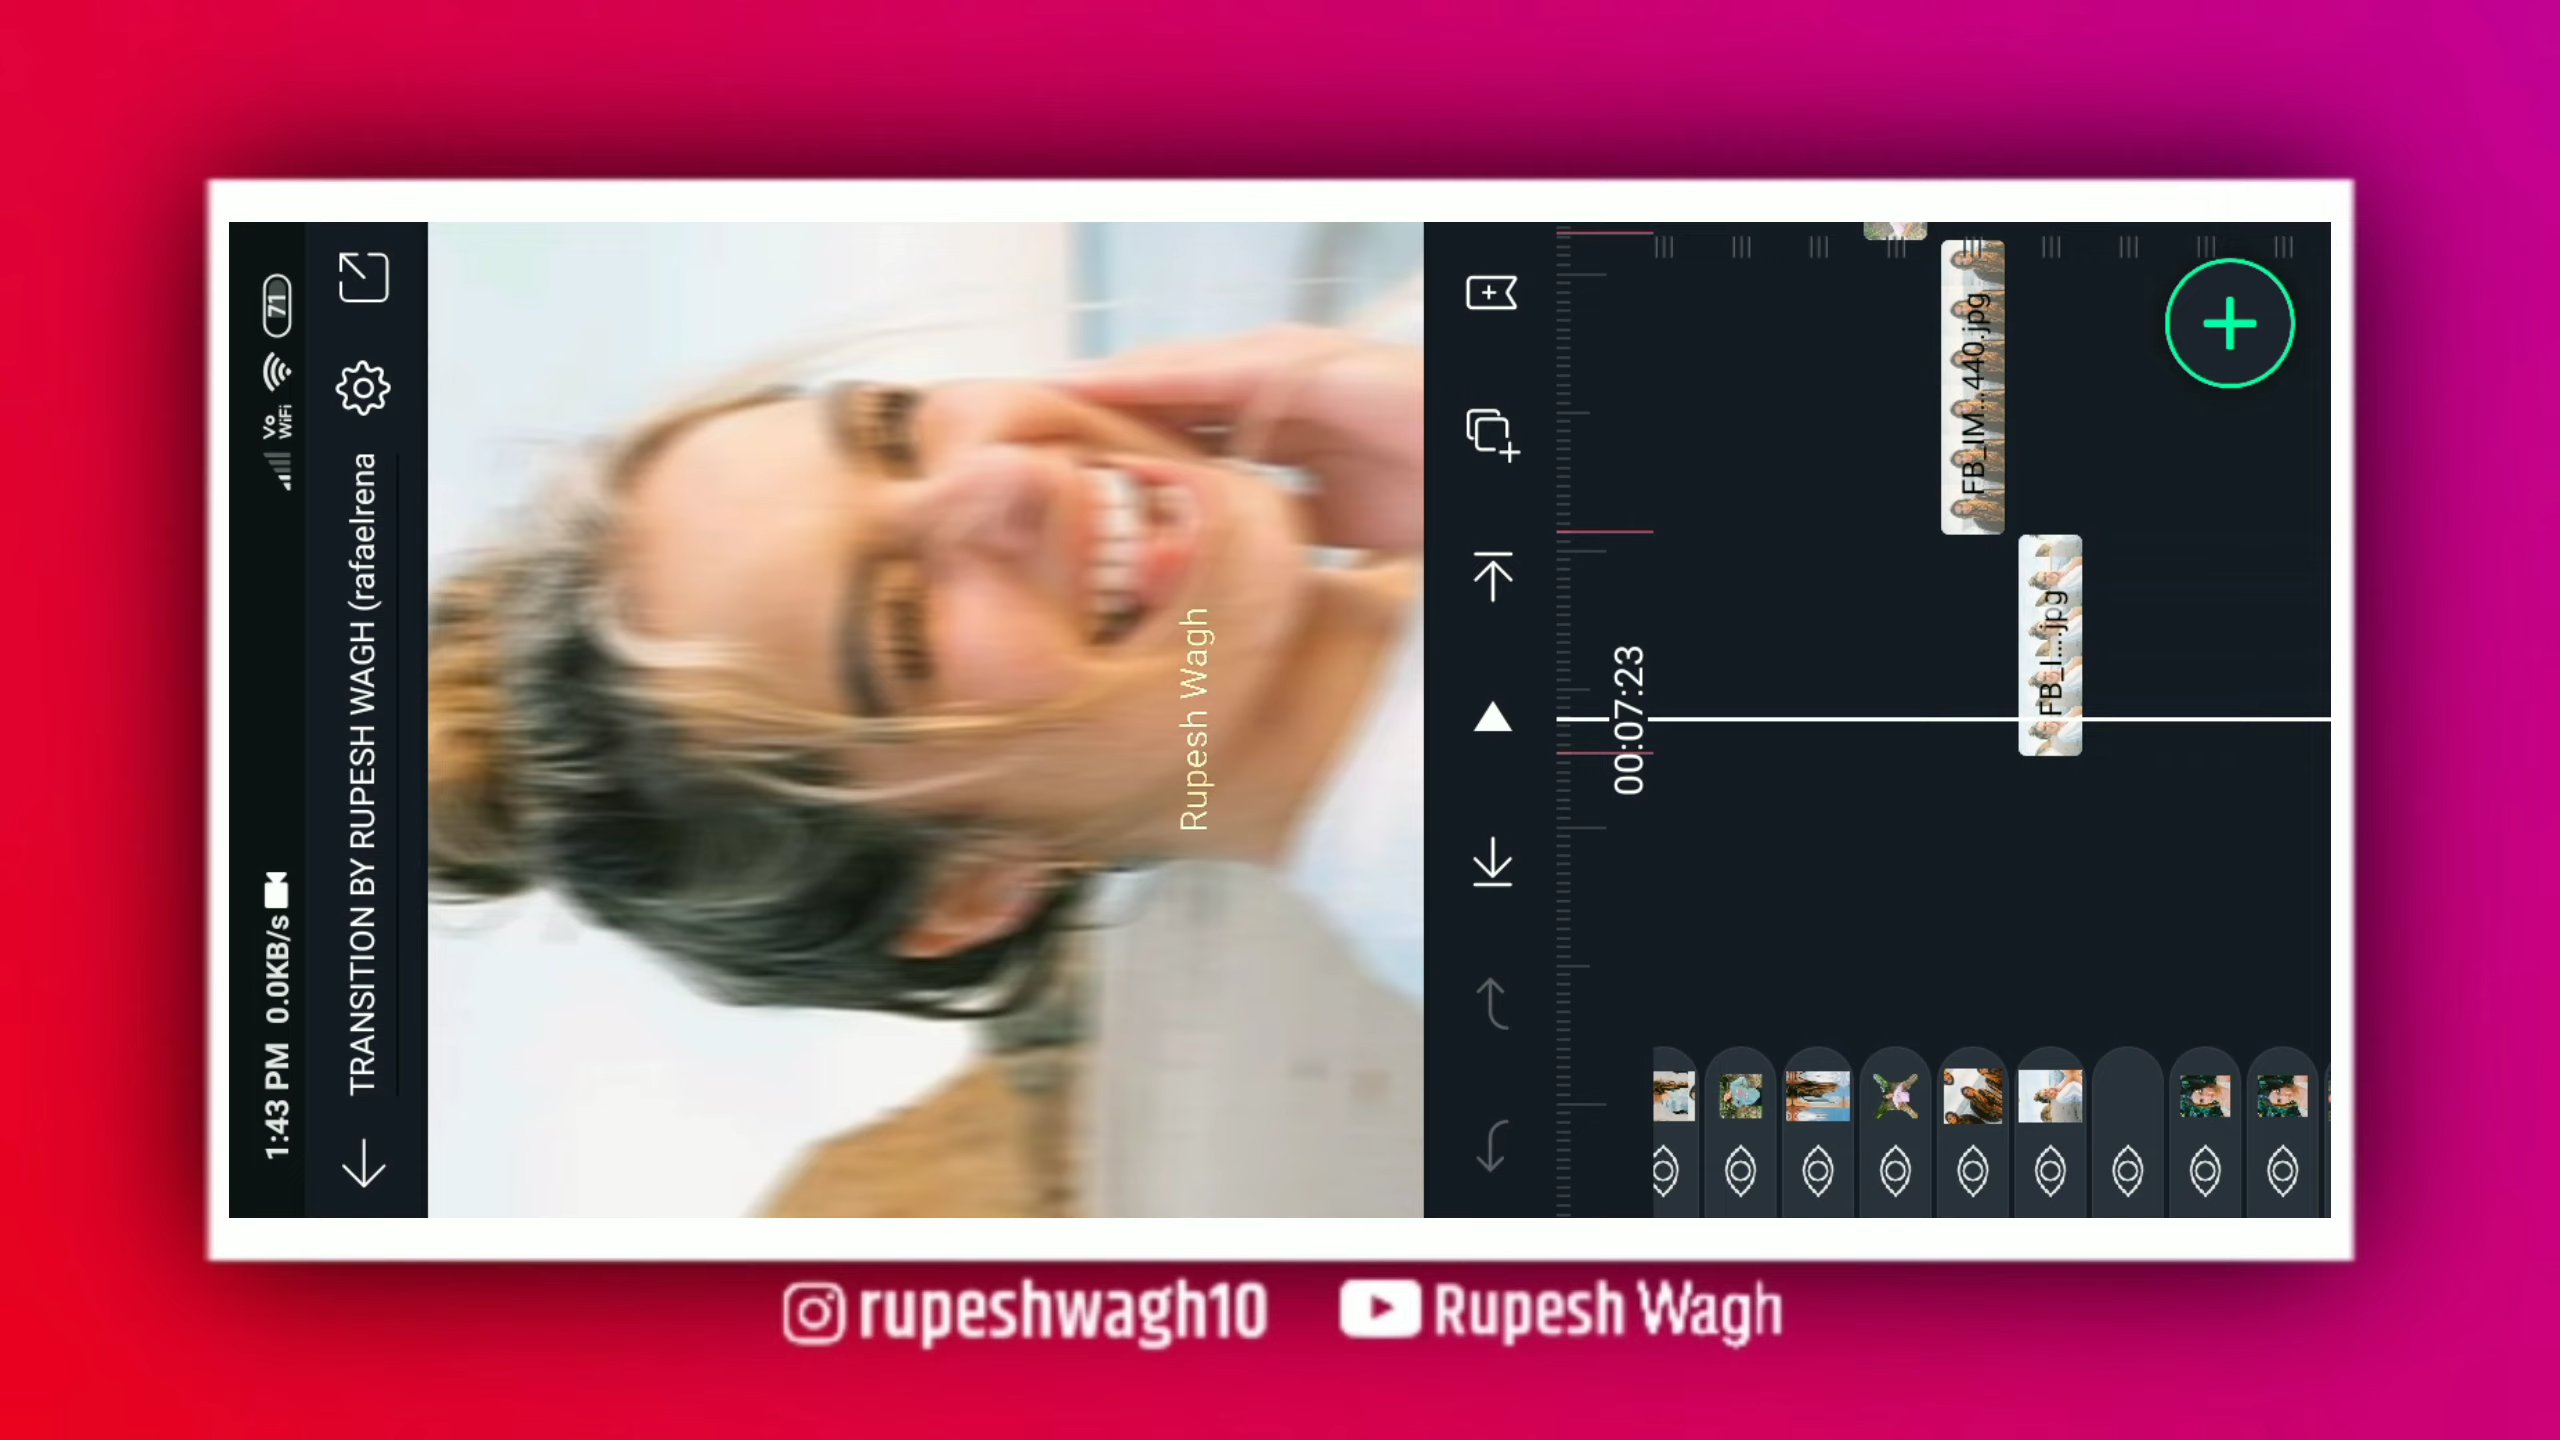 1:43 PM 0.0KB/s
Vo
WiFi
71
TRANSITION BY RUPESH WAGH (rafaelrena
Rupesh Wagh
00:07:23
FB_IM...440.jpg
FB_I....jpg
rupeshwagh10
Rupesh Wagh